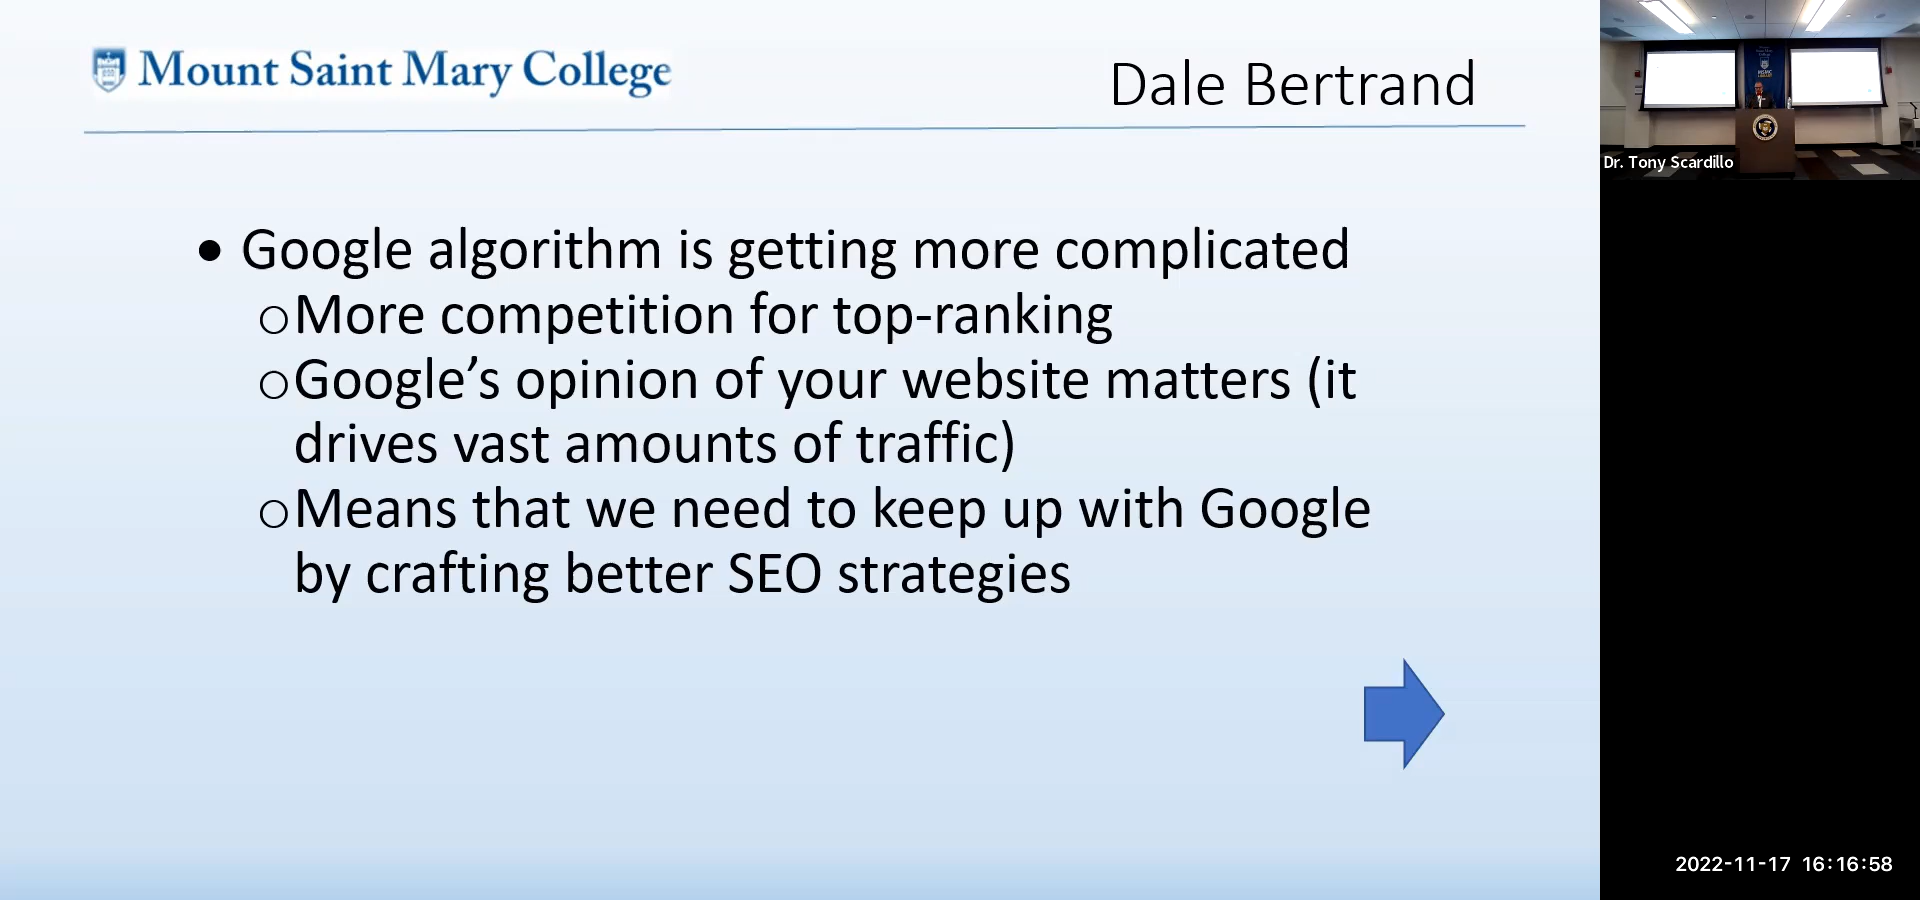 Mount Saint Mary College
Dale Bertrand
• Google algorithm is getting more complicated
○More competition for top-ranking
○Google’s opinion of your website matters (it
drives vast amounts of traffic)
○Means that we need to keep up with Google
by crafting better SEO strategies
Dr. Tony Scardillo
2022-11-17 16:16:58